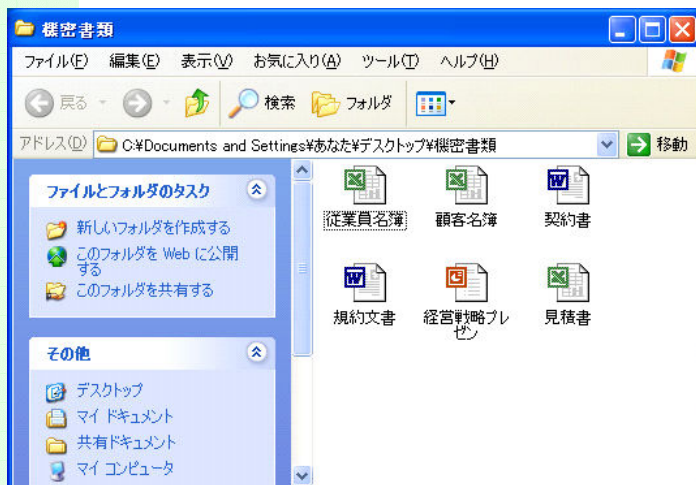 機密書類
ファイル(F) 編集(E) 表示(V) お気に入り(A) ツール(T) ヘルプ(H)
戻る 検索 フォルダ
アドレス(D) C:¥Documents and Settings¥あなた¥デスクトップ¥機密書類 移動
ファイルとフォルダのタスク
新しいフォルダを作成する
このフォルダを Web に公開
する
このフォルダを共有する
その他
デスクトップ
マイ ドキュメント
共有ドキュメント
マイ コンピュータ
従業員名簿 顧客名簿 契約書
規約文書 経営戦略プレ 見積書
ゼン